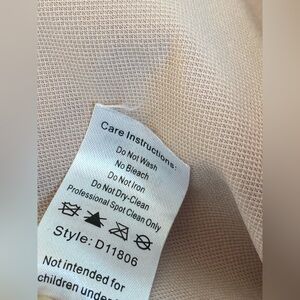 Care Instructions:
Do Not Wash
No Bleach
Do Not Iron
Do Not Dry-Clean
Professional Spot Clean Only
Style: D11806
Not intended for
children under